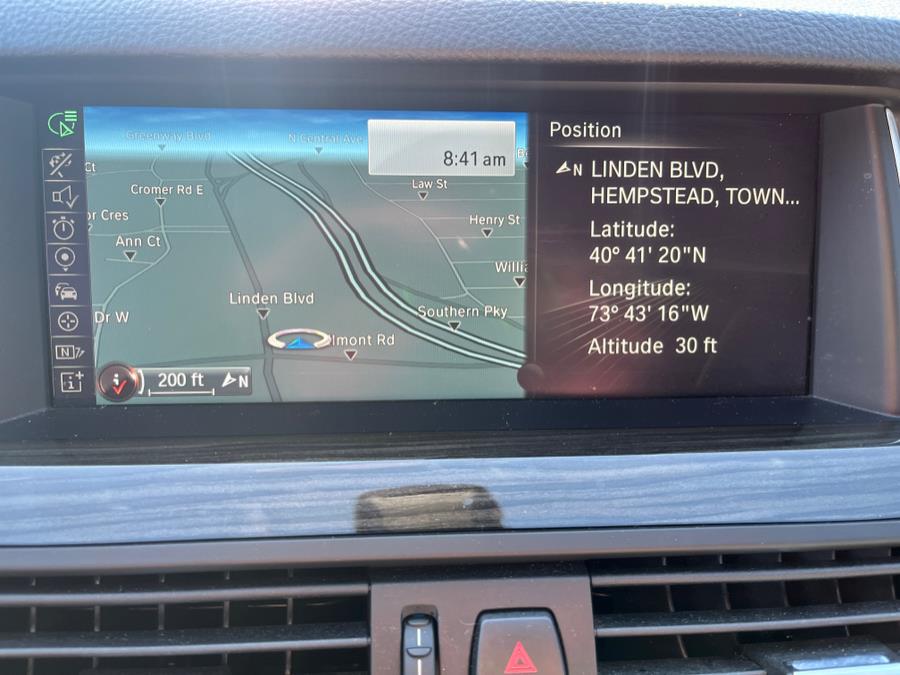 Greenway Blvd
N Central Ave
8:41 am
Ct
Cromer Rd E
Law St
or Cres
Henry St
Ann Ct
Willi
Linden Blvd
Southern Pky
Dr W
lmont Rd
200 ft
N
N
Position
N LINDEN BLVD,
HEMPSTEAD, TOWN...
Latitude:
40° 41' 20"N
Longitude:
73° 43' 16"W
Altitude 30 ft